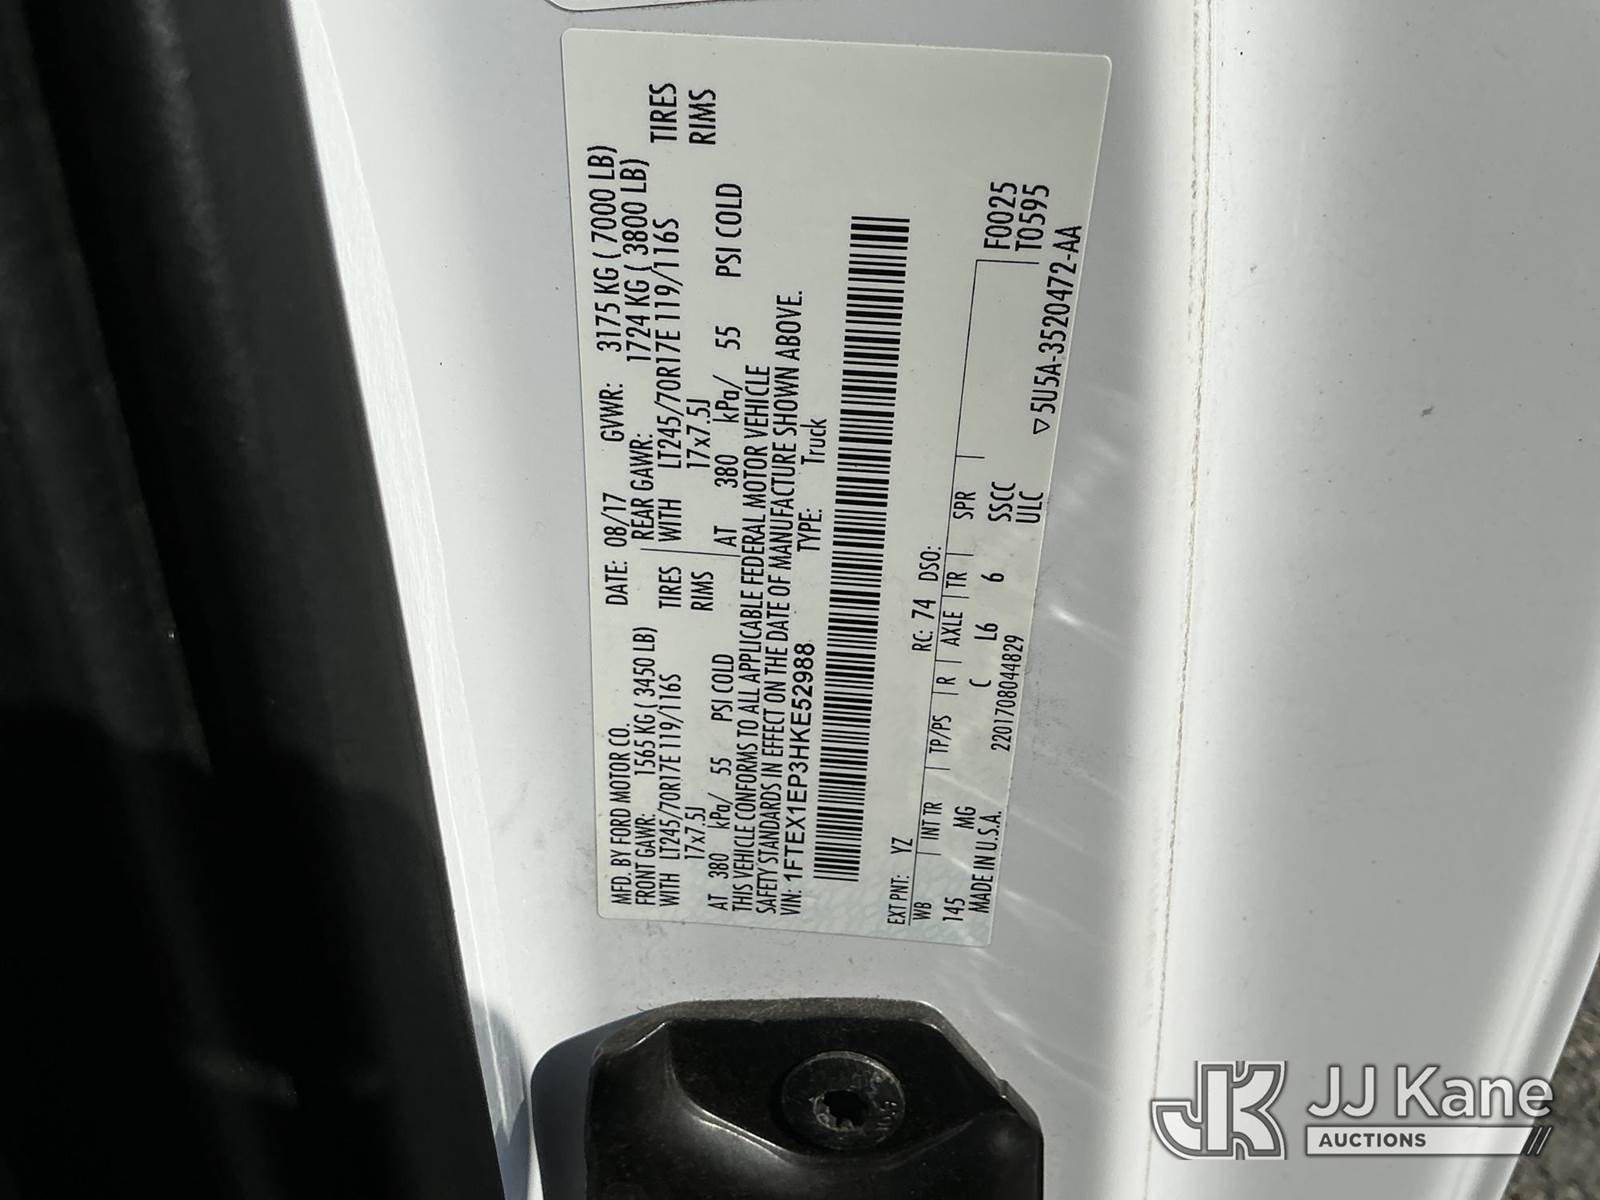 MFD. BY FORD MOTOR CO. DATE: 08/17 GVWR: 3175 KG ( 7000 LB)
FRONT GAWR: 1565 KG ( 3450 LB) REAR GAWR: 1724 KG ( 3800 LB)
WITH LT245/70R17E 119/116S TIRES WITH LT245/70R17E 119/116S TIRES
17x7.5J RIMS 17x7.5J RIMS
AT 380 kPa/ 55 PSI COLD AT 380 kPa/ 55 PSI COLD
THIS VEHICLE CONFORMS TO ALL APPLICABLE FEDERAL MOTOR VEHICLE
SAFETY STANDARDS IN EFFECT ON THE DATE OF MANUFACTURE SHOWN ABOVE.
VIN: 1FTEX1EP3HKE52988 TYPE: Truck
EXT PNT: YZ RC: 74 DSO:
WB INT TR TP/PS R AXLE TR SPR F0025
145 MG C L6 6 SSCC T0595
MADE IN U.S.A. 2201708044829 ULC ▽5U5A-3520472-AA
JJ Kane
AUCTIONS